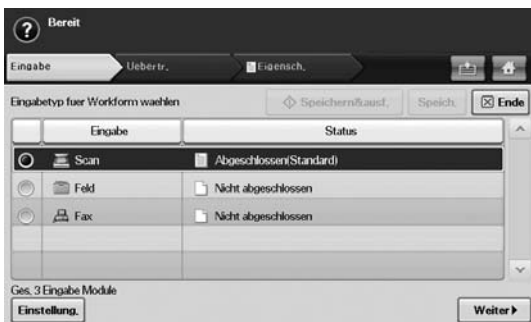 Bereit
Eingabe Uebertr. Eigensch.
Eingabetyp fuer Workform waehlen Speichern&ausf. Speich. Ende
Eingabe Status
Scan Abgeschlossen(Standard)
Feld Nicht abgeschlossen
Fax Nicht abgeschlossen
Ges. 3 Eingabe Module
Einstellung. Weiter